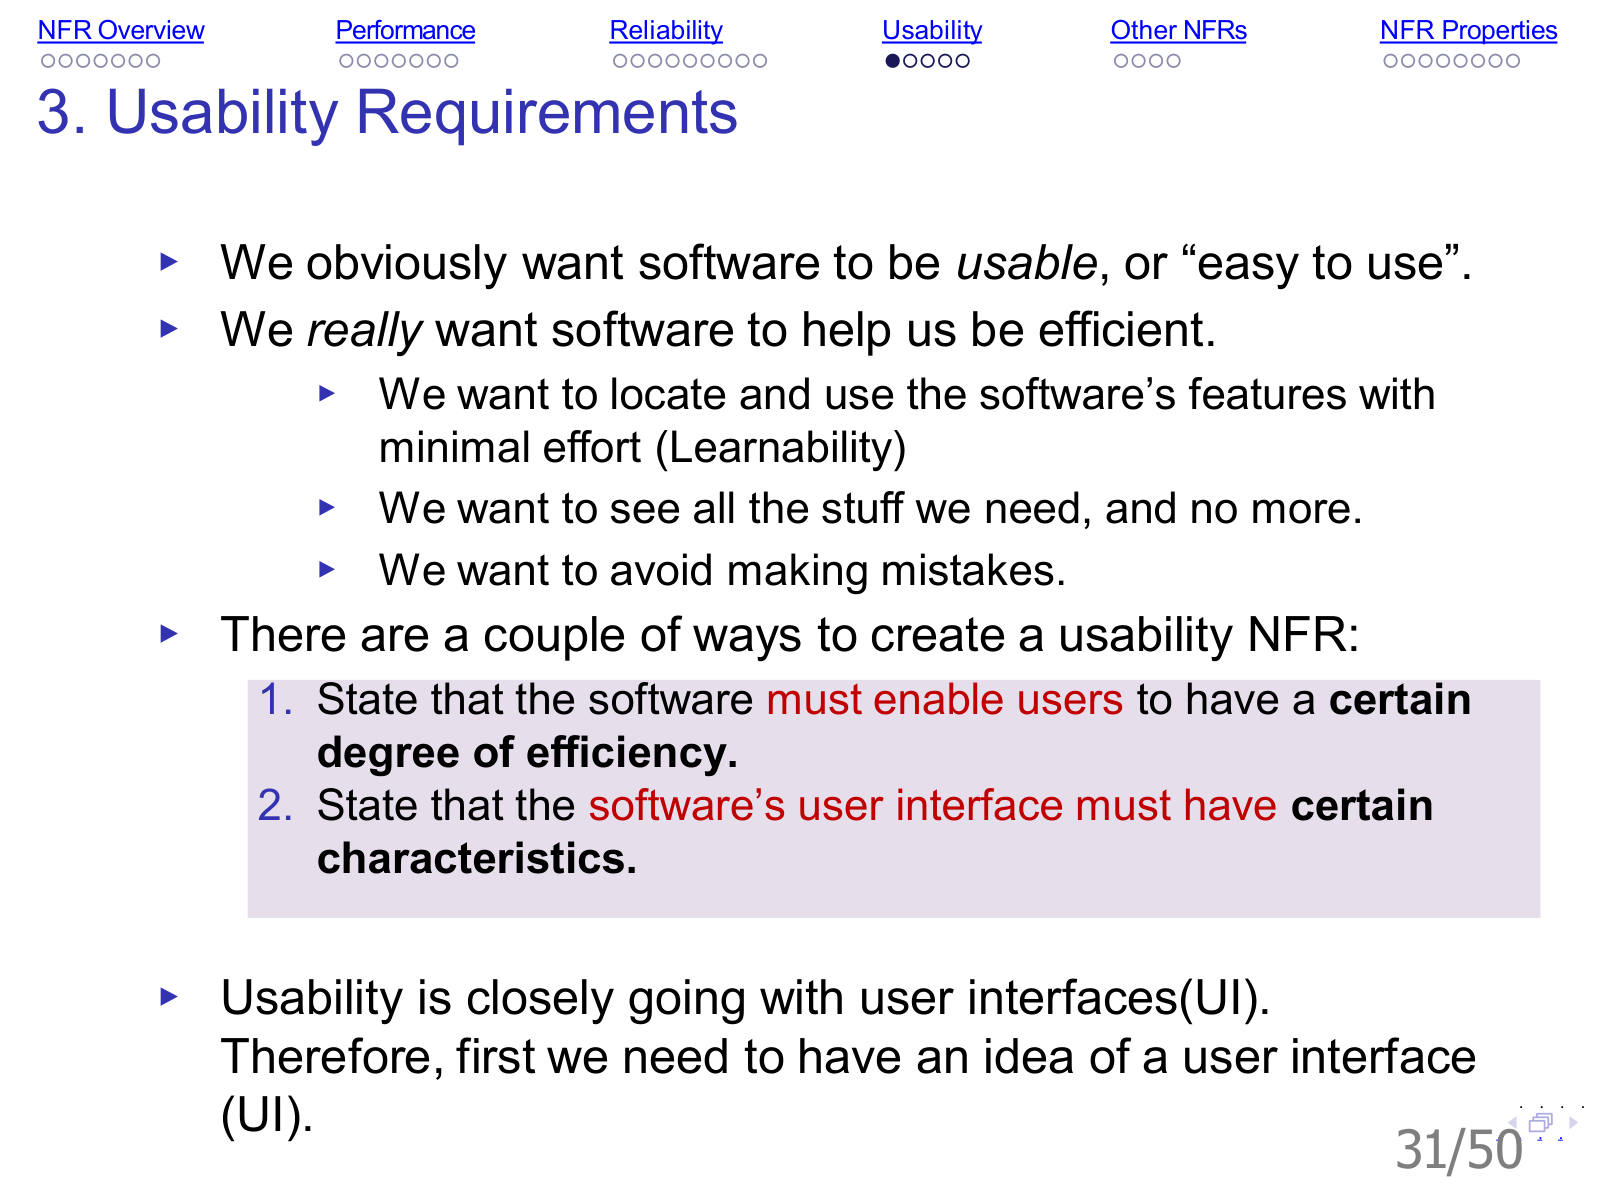 NFR Overview Performance Reliability Usability Other NFRs NFR Properties
3. Usability Requirements
We obviously want software to be usable, or “easy to use”.
We really want software to help us be efficient.
We want to locate and use the software’s features with
minimal effort (Learnability)
We want to see all the stuff we need, and no more.
We want to avoid making mistakes.
There are a couple of ways to create a usability NFR:
1. State that the software must enable users to have a certain
degree of efficiency.
2. State that the software’s user interface must have certain
characteristics.
Usability is closely going with user interfaces(UI).
Therefore, first we need to have an idea of a user interface
(UI).
31/50